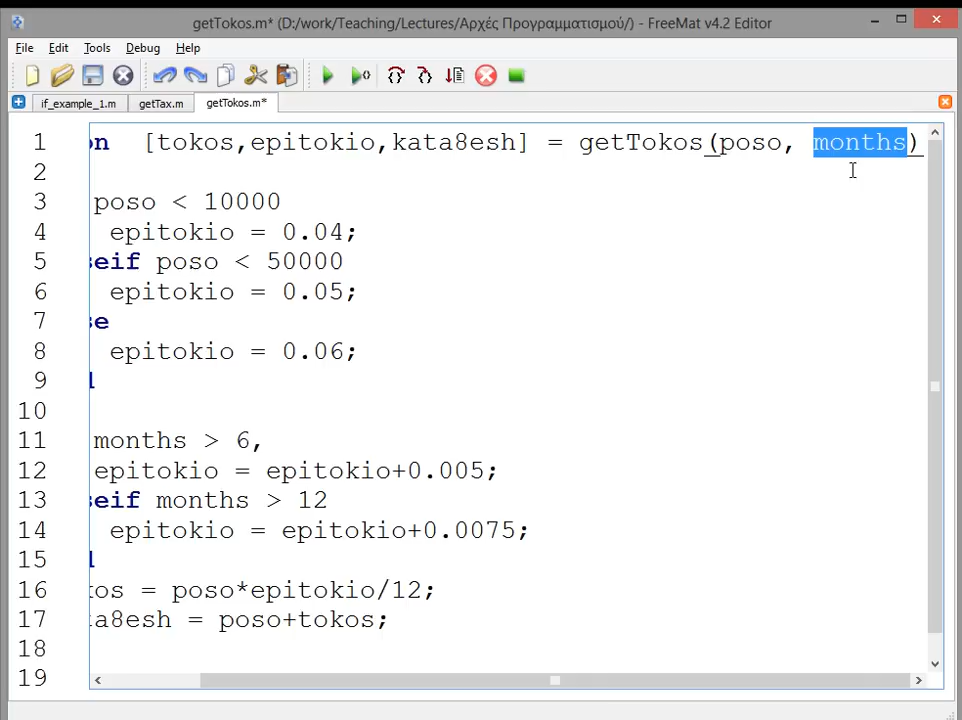 getTokos.m* (D:/work/Teaching/Lectures/Αρχές Προγραμματισμού/) - FreeMat v4.2 Editor
File Edit Tools Debug Help
if_example_1.m getTax.m getTokos.m*
1 on [tokos,epitokio,kata8esh] = getTokos(poso, months)
2
3 poso < 10000
4 epitokio = 0.04;
5 seif poso < 50000
6 epitokio = 0.05;
7 se
8 epitokio = 0.06;
9 d
10
11 months > 6,
12 epitokio = epitokio+0.005;
13 seif months > 12
14 epitokio = epitokio+0.0075;
15 d
16 kos = poso*epitokio/12;
17 ta8esh = poso+tokos;
18
19